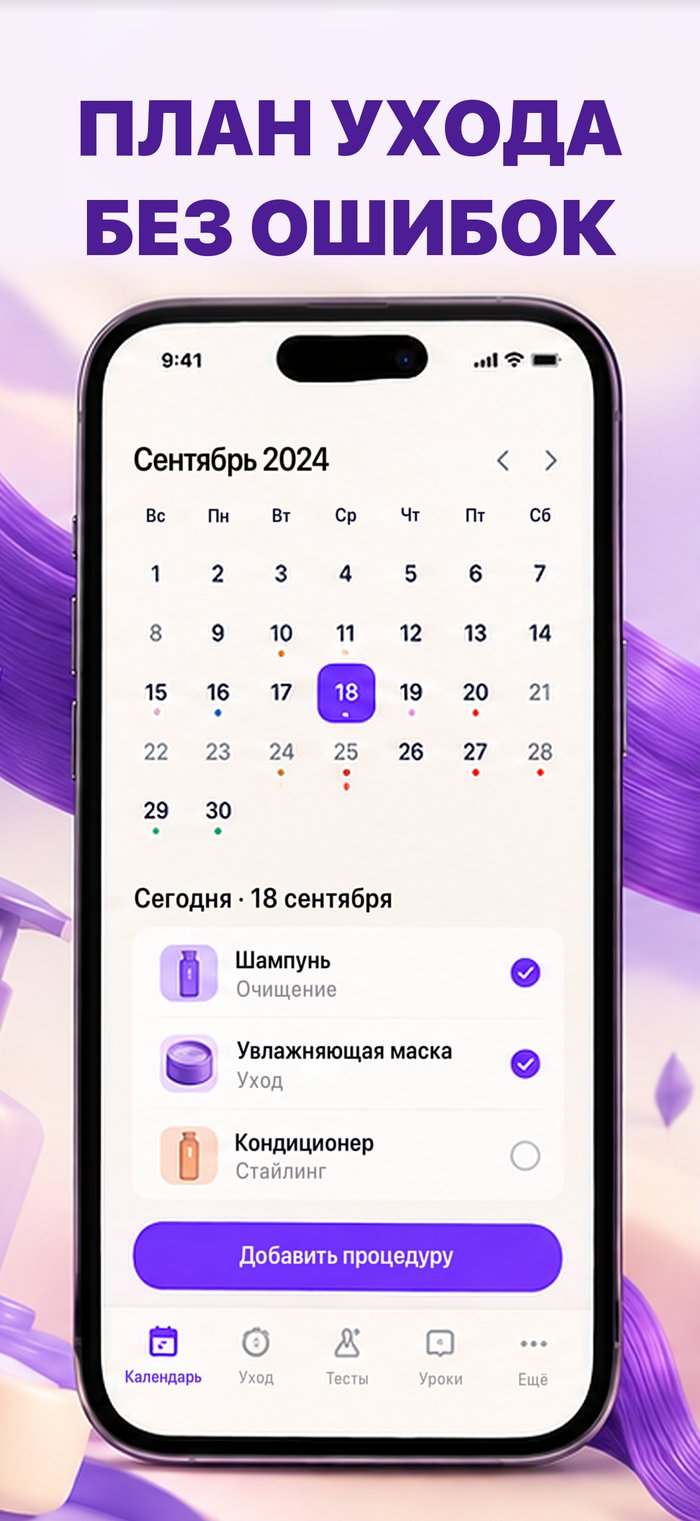 ПЛАН УХОДА
БЕЗ ОШИБОК
9:41
Сентябрь 2024
Вс Пн Вт Ср Чт Пт Сб
1 2 3 4 5 6 7
8 9 10 11 12 13 14
15 16 17 18 19 20 21
22 23 24 25 26 27 28
29 30
Сегодня · 18 сентября
Шампунь
Очищение
Увлажняющая маска
Уход
Кондиционер
Стайлинг
Добавить процедуру
Календарь Уход Тесты Уроки Ещё